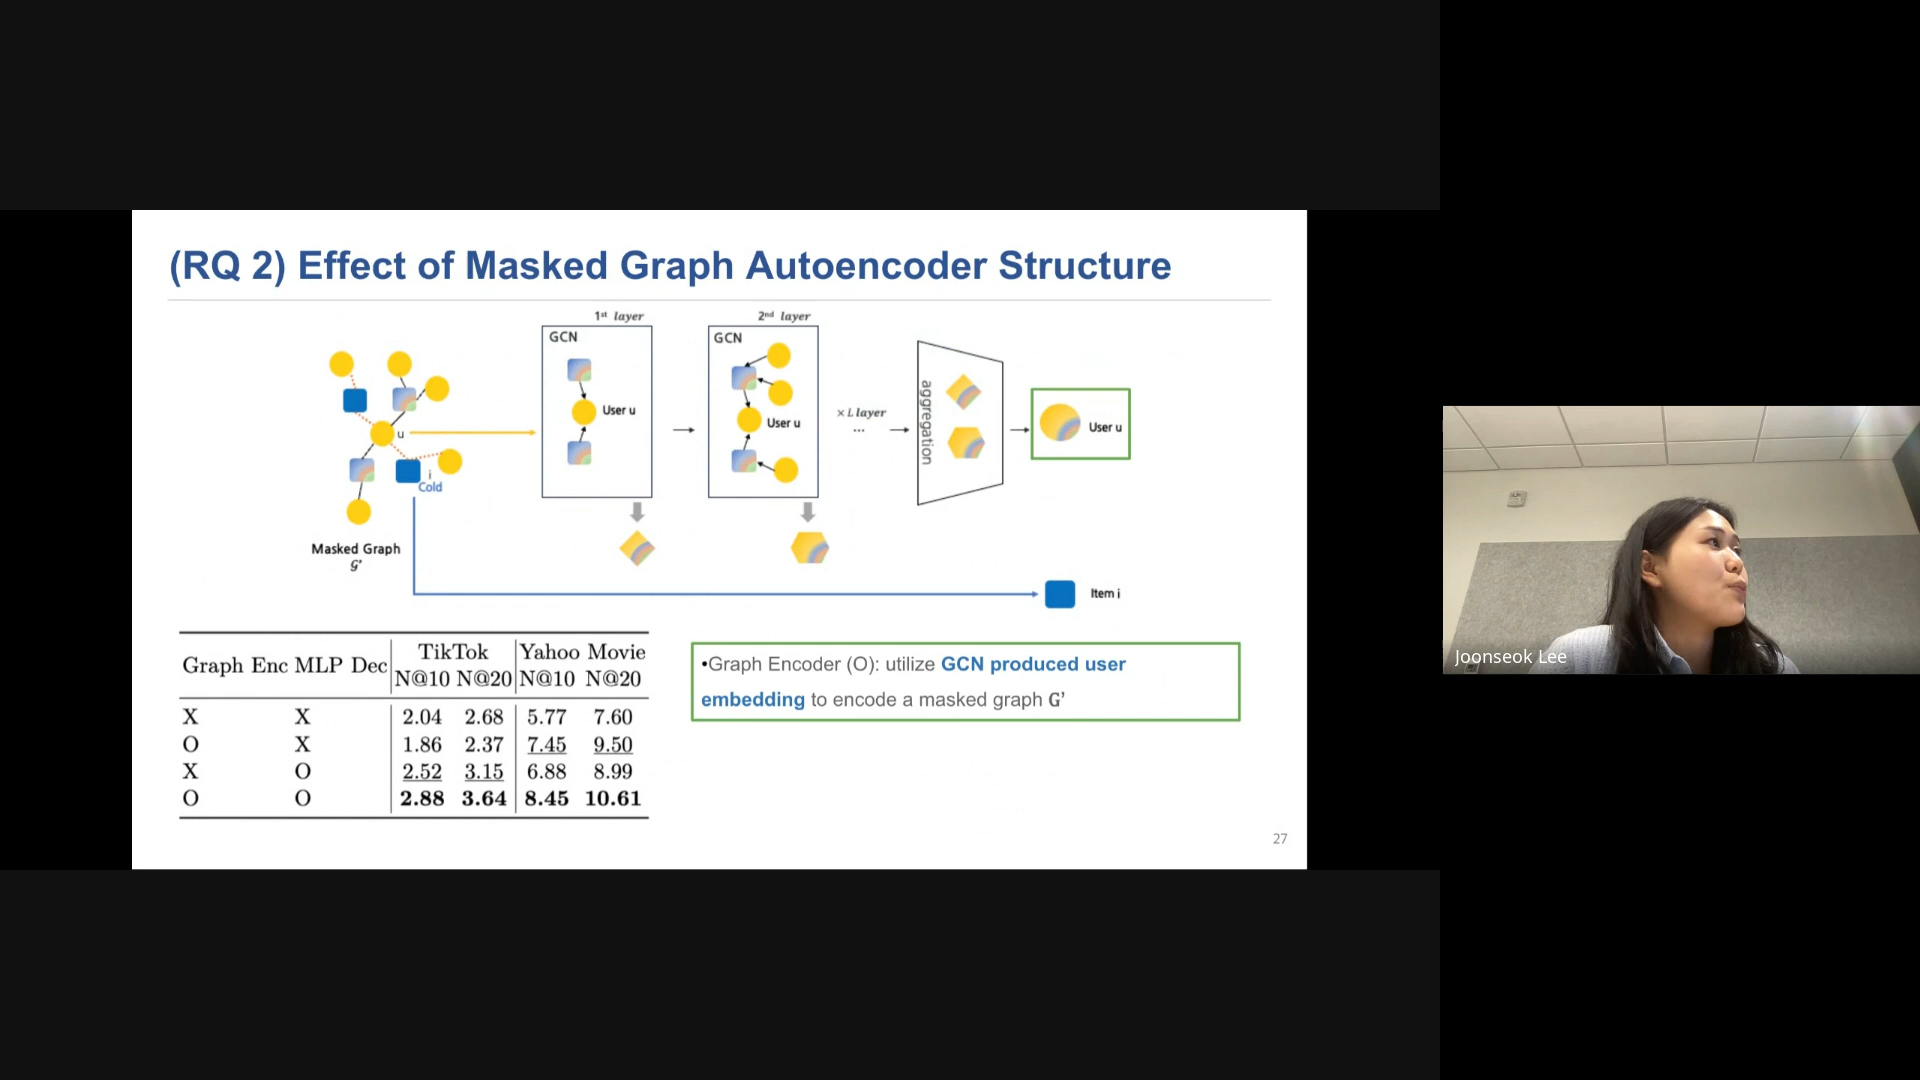 (RQ 2) Effect of Masked Graph Autoencoder Structure
1st layer
2nd layer
GCN
GCN
User u
User u
× L layer
...
aggregation
User u
u
i
Cold
Masked Graph
G'
Item i
Graph Enc MLP Dec TikTok Yahoo Movie
N@10 N@20 N@10 N@20
X X 2.04 2.68 5.77 7.60
O X 1.86 2.37 7.45 9.50
X O 2.52 3.15 6.88 8.99
O O 2.88 3.64 8.45 10.61
•Graph Encoder (O): utilize GCN produced user
embedding to encode a masked graph G'
27
Joonseok Lee